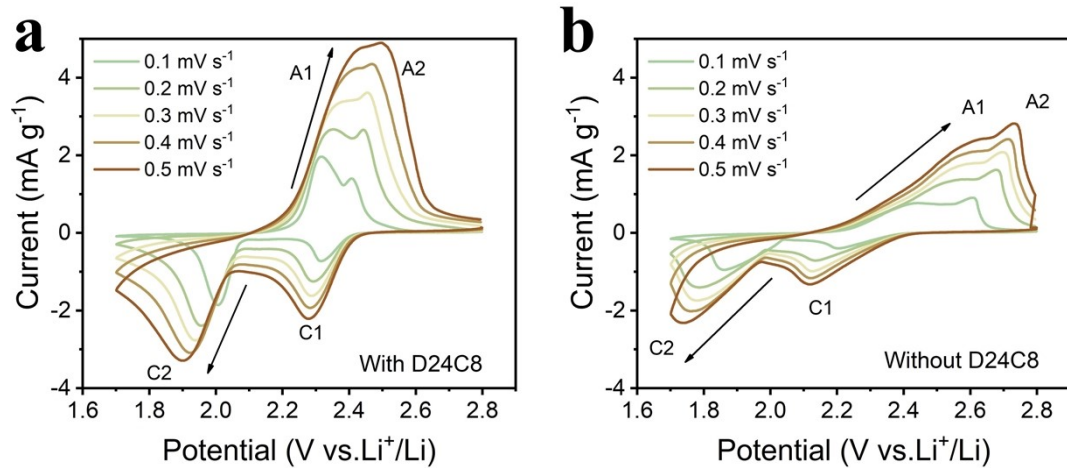 a
0.1 mV s⁻¹
0.2 mV s⁻¹
0.3 mV s⁻¹
0.4 mV s⁻¹
0.5 mV s⁻¹
A1
A2
C1
C2
With D24C8
Current (mA g⁻¹)
4
2
0
-2
-4
1.6 1.8 2.0 2.2 2.4 2.6 2.8
Potential (V vs.Li⁺/Li)
b
0.1 mV s⁻¹
0.2 mV s⁻¹
0.3 mV s⁻¹
0.4 mV s⁻¹
0.5 mV s⁻¹
A1
A2
C1
C2
Without D24C8
Current (mA g⁻¹)
4
2
0
-2
-4
1.6 1.8 2.0 2.2 2.4 2.6 2.8
Potential (V vs.Li⁺/Li)